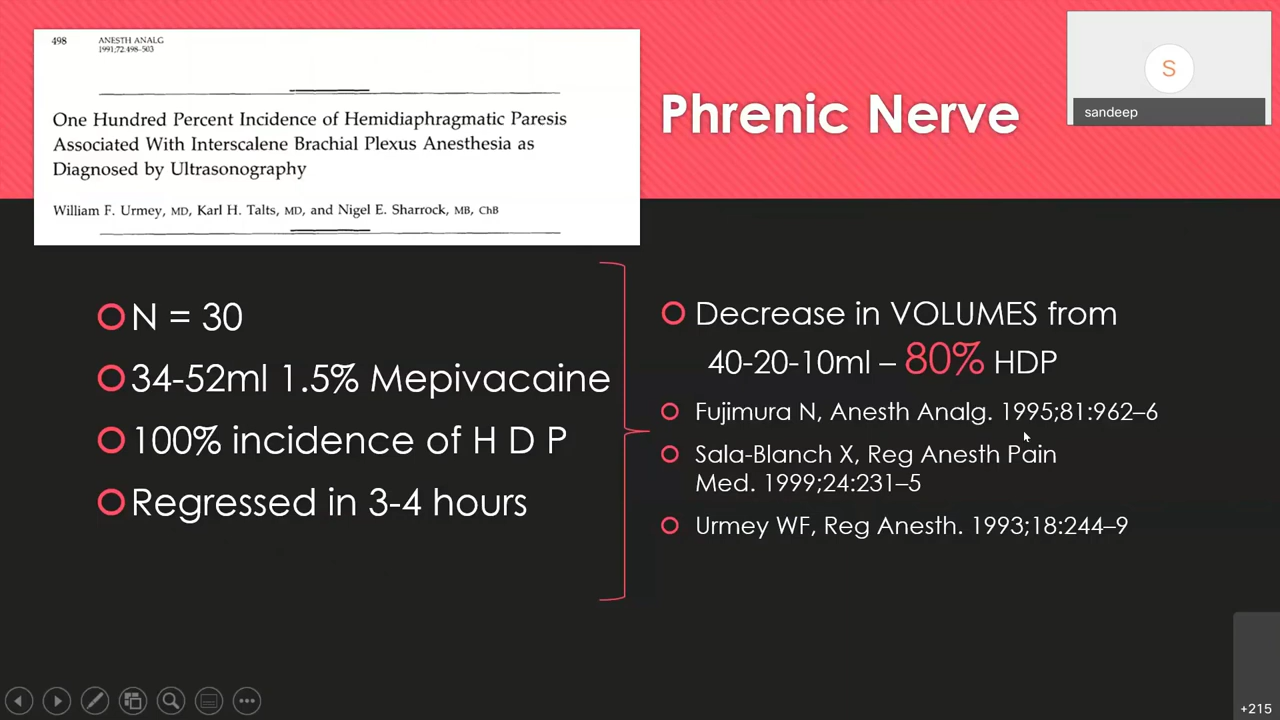 498
ANESTH ANALG
1991;72:498–503
One Hundred Percent Incidence of Hemidiaphragmatic Paresis
Associated With Interscalene Brachial Plexus Anesthesia as
Diagnosed by Ultrasonography
William F. Urmey, MD, Karl H. Talts, MD, and Nigel E. Sharrock, MB, ChB
Phrenic Nerve
S
sandeep
N = 30
34-52ml 1.5% Mepivacaine
100% incidence of H D P
Regressed in 3-4 hours
Decrease in VOLUMES from
40-20-10ml – 80% HDP
Fujimura N, Anesth Analg. 1995;81:962–6
Sala-Blanch X, Reg Anesth Pain
Med. 1999;24:231–5
Urmey WF, Reg Anesth. 1993;18:244–9
+215